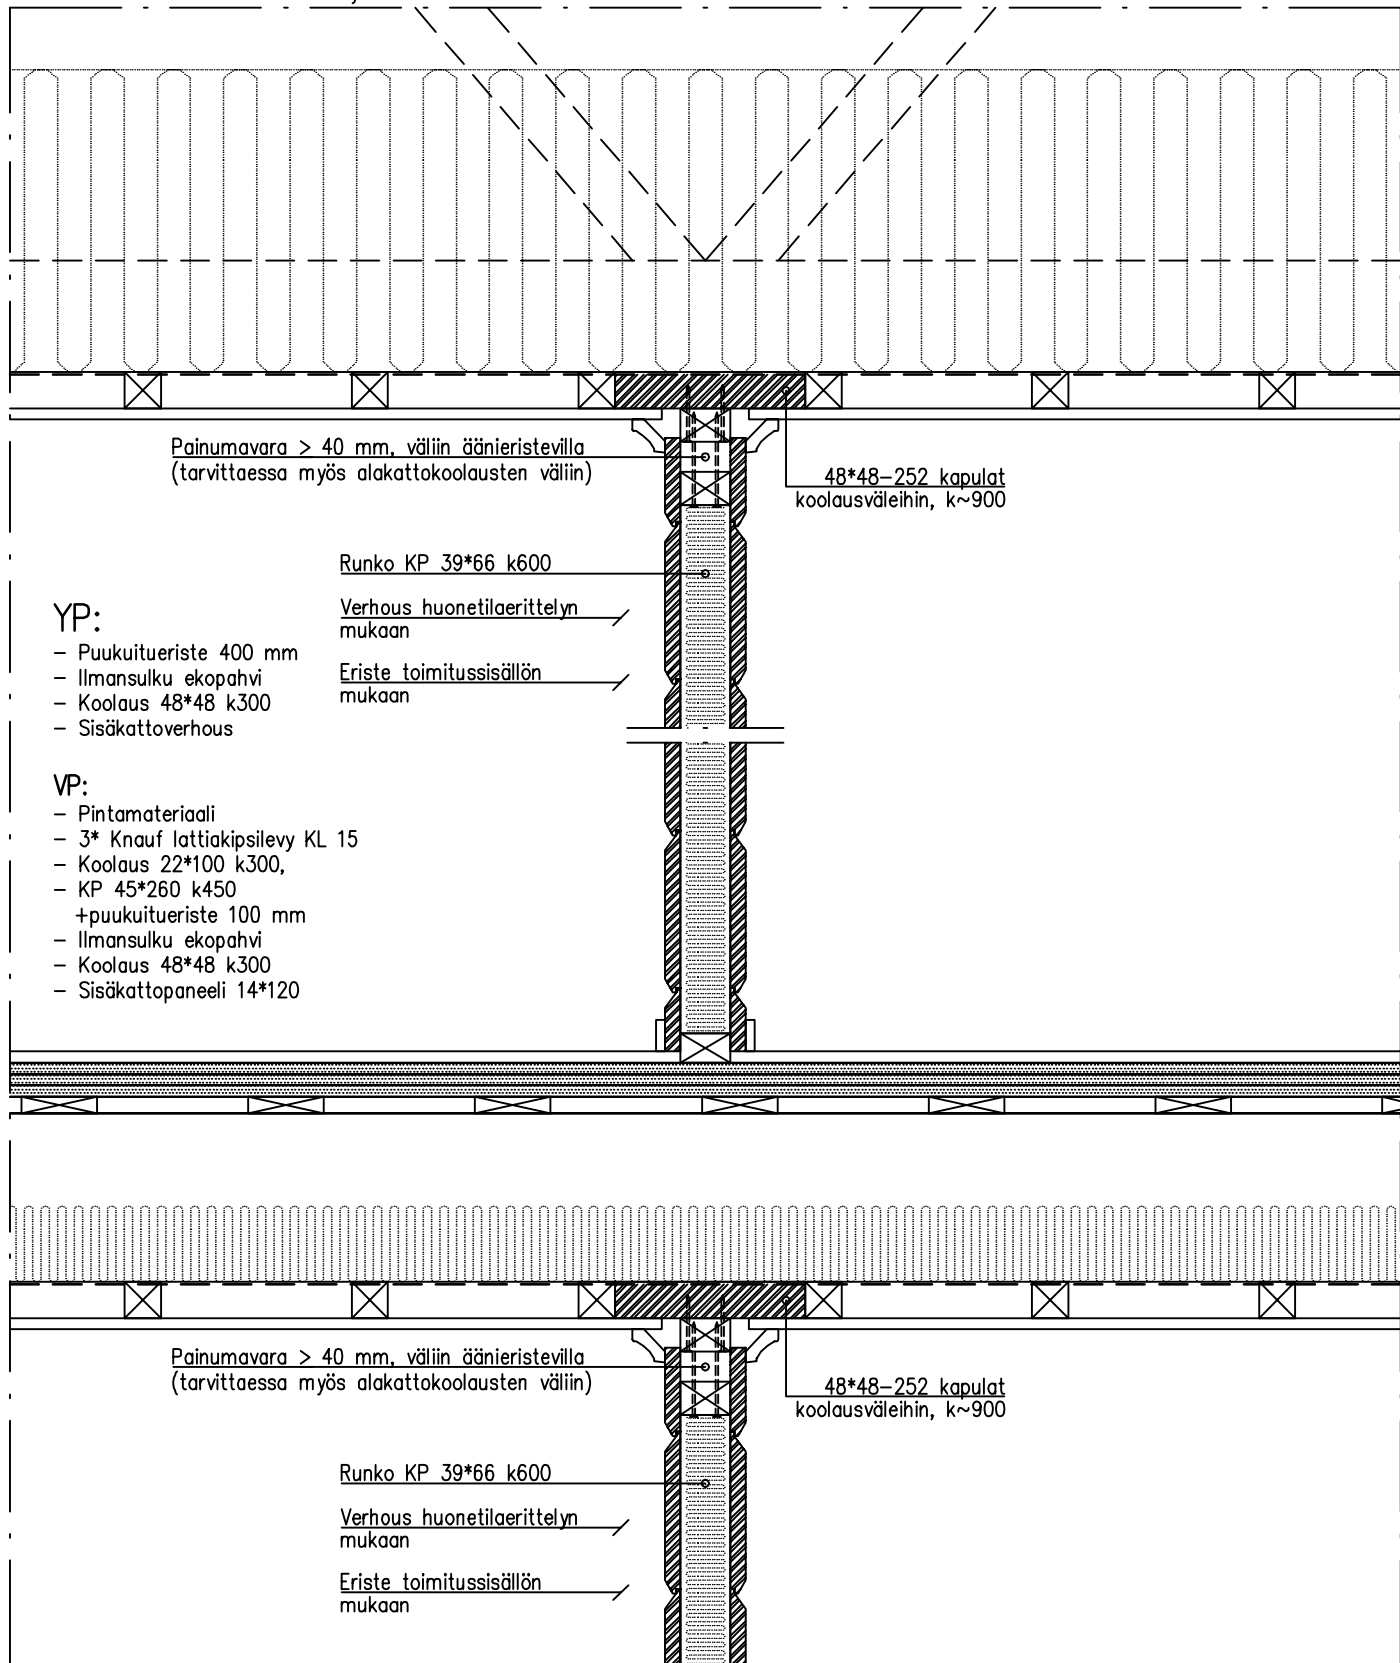 Painumavara > 40 mm, väliin äänieristevilla
(tarvittaessa myös alakattokoolausten väliin)
48*48-252 kapulat
koolausväleihin, k~900
Runko KP 39*66 k600
Verhous huonetilaerittelyn
mukaan
Eriste toimitussisällön
mukaan
YP:
- Puukuitueriste 400 mm
- Ilmansulku ekopahvi
- Koolaus 48*48 k300
- Sisäkattoverhous
VP:
- Pintamateriaali
- 3* Knauf lattiakipsilevy KL 15
- Koolaus 22*100 k300,
- KP 45*260 k450
+puukuitueriste 100 mm
- Ilmansulku ekopahvi
- Koolaus 48*48 k300
- Sisäkattopaneeli 14*120
Painumavara > 40 mm, väliin äänieristevilla
(tarvittaessa myös alakattokoolausten väliin)
48*48-252 kapulat
koolausväleihin, k~900
Runko KP 39*66 k600
Verhous huonetilaerittelyn
mukaan
Eriste toimitussisällön
mukaan